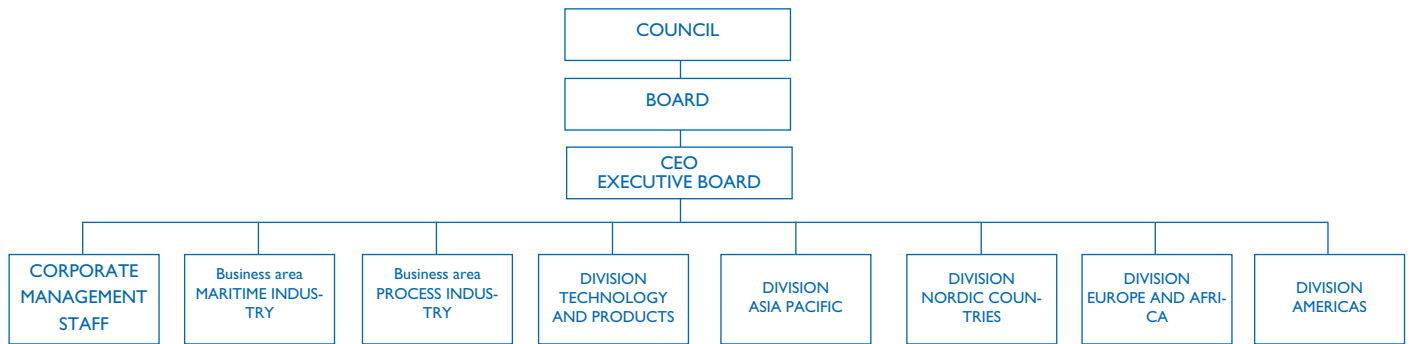 COUNCIL
BOARD
CEO
EXECUTIVE BOARD
CORPORATE
MANAGEMENT
STAFF
Business area
MARITIME INDUS-
TRY
Business area
PROCESS INDUS-
TRY
DIVISION
TECHNOLOGY
AND PRODUCTS
DIVISION
ASIA PACIFIC
DIVISION
NORDIC COUN-
TRIES
DIVISION
EUROPE AND AFRI-
CA
DIVISION
AMERICAS